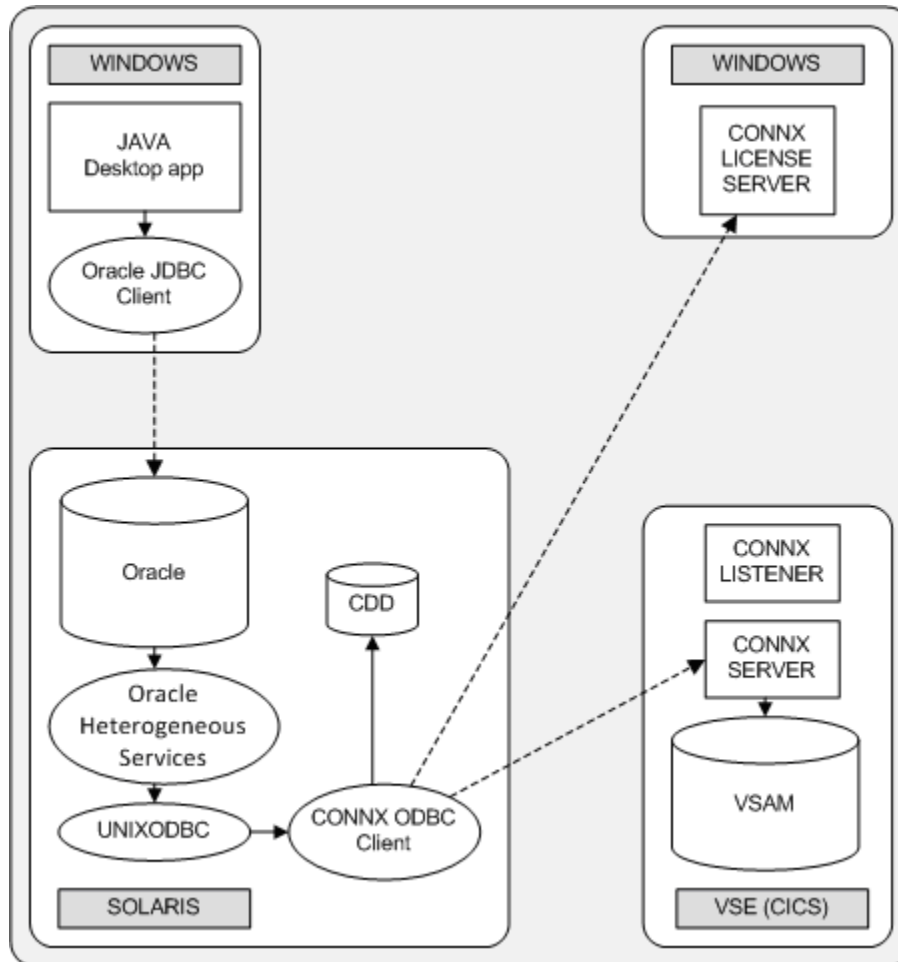 WINDOWS
JAVA
Desktop app
Oracle JDBC
Client
WINDOWS
CONNX
LICENSE
SERVER
Oracle
CDD
Oracle
Heterogeneous
Services
UNIXODBC
CONNX ODBC
Client
SOLARIS
CONNX
LISTENER
CONNX
SERVER
VSAM
VSE (CICS)